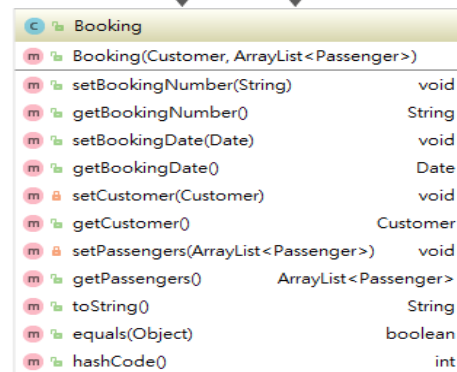 C Booking
m Booking(Customer, ArrayList<Passenger>)
m setBookingNumber(String) void
m getBookingNumber() String
m setBookingDate(Date) void
m getBookingDate() Date
m setCustomer(Customer) void
m getCustomer() Customer
m setPassengers(ArrayList<Passenger>) void
m getPassengers() ArrayList<Passenger>
m toString() String
m equals(Object) boolean
m hashCode() int